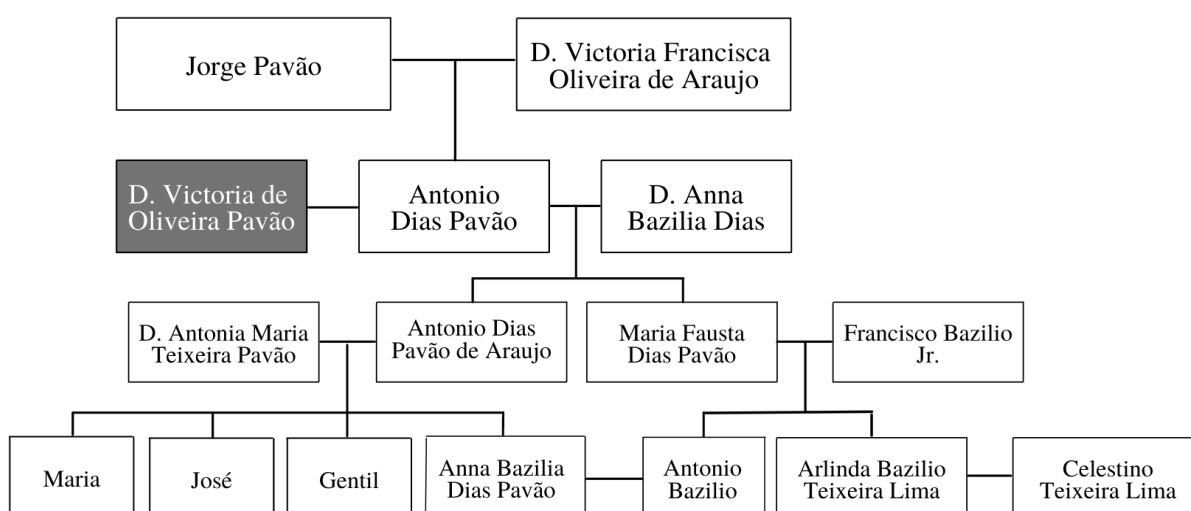 Jorge Pavão
D. Victoria Francisca
Oliveira de Araujo
D. Victoria de
Oliveira Pavão
Antonio
Dias Pavão
D. Anna
Bazilia Dias
D. Antonia Maria
Teixeira Pavão
Antonio Dias
Pavão de Araujo
Maria Fausta
Dias Pavão
Francisco Bazilio
Jr.
Maria
José
Gentil
Anna Bazilia
Dias Pavão
Antonio
Bazilio
Arlinda Bazilio
Teixeira Lima
Celestino
Teixeira Lima